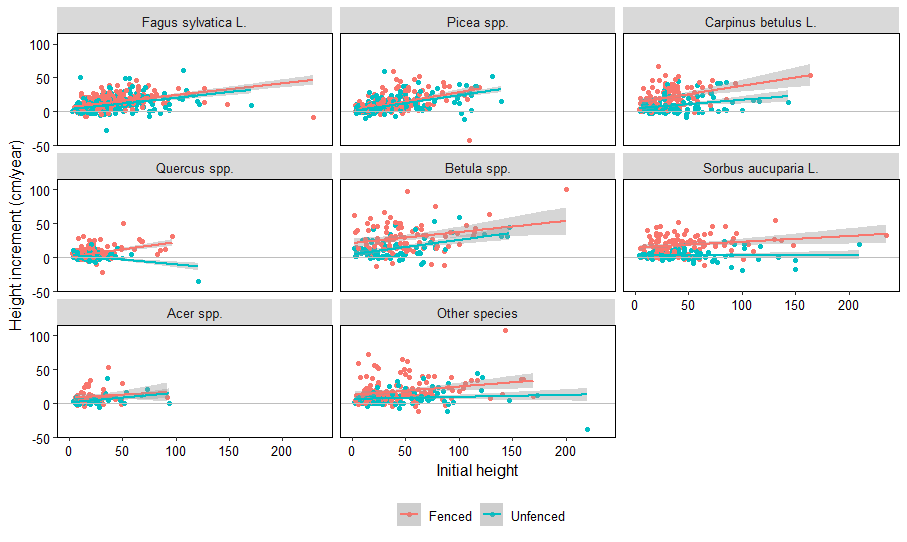 Fagus sylvatica L.
Picea spp.
Carpinus betulus L.
100
50
0
-50
Quercus spp.
Betula spp.
Sorbus aucuparia L.
100
50
0
-50
0 50 100 150 200
Acer spp.
Other species
100
50
0
-50
0 50 100 150 200
0 50 100 150 200
Height increment (cm/year)
Initial height
Fenced
Unfenced